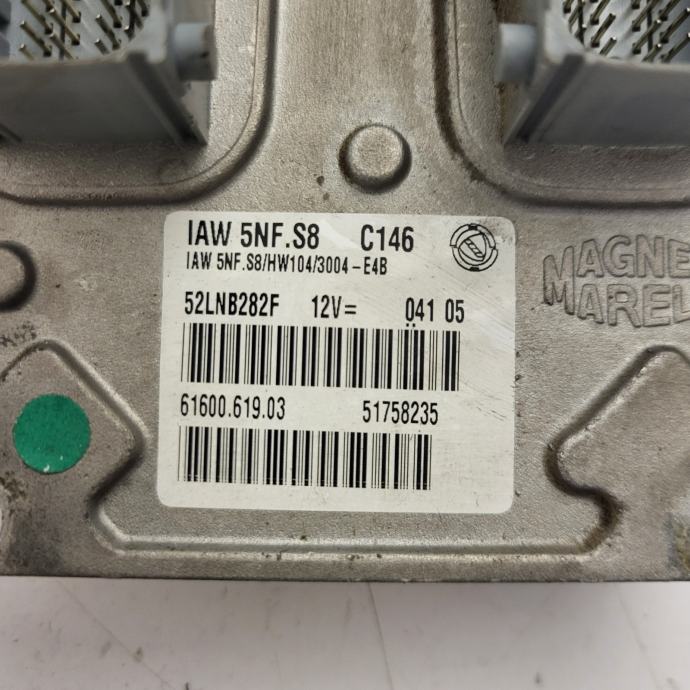 IAW 5NF.S8 C146
IAW 5NF.S8/HW104/3004-E4B
52LNB282F 12V= 041 05
61600.619.03 51758235
MAGNE
MAREL